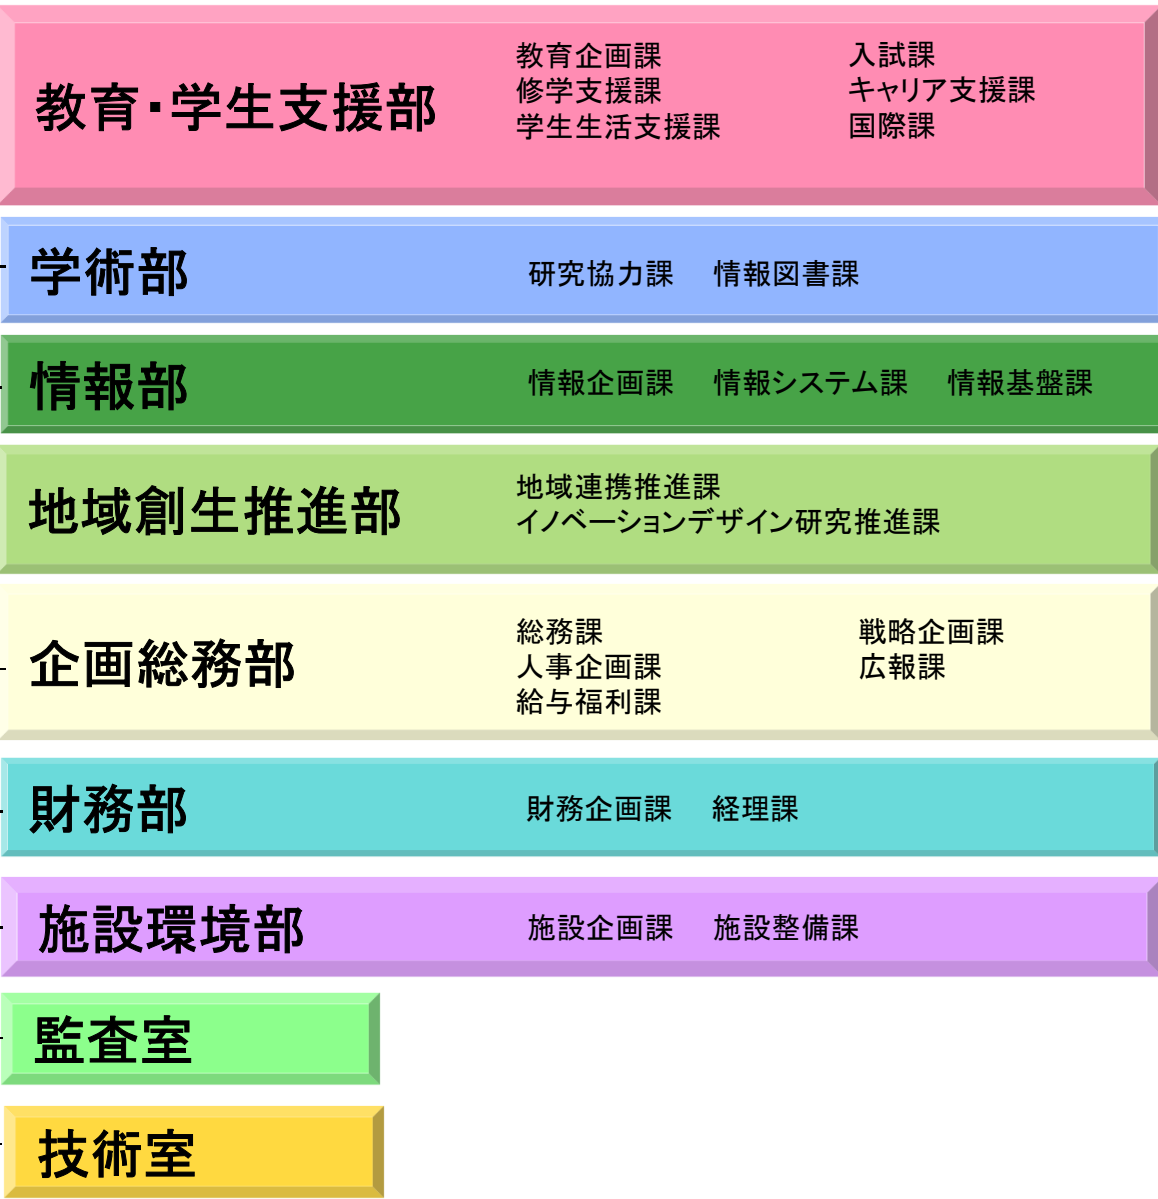 教育・学生支援部
教育企画課 入試課
修学支援課 キャリア支援課
学生生活支援課 国際課
学術部 研究協力課 情報図書課
情報部 情報企画課 情報システム課 情報基盤課
地域創生推進部
地域連携推進課
イノベーションデザイン研究推進課
企画総務部
総務課 戦略企画課
人事企画課 広報課
給与福利課
財務部 財務企画課 経理課
施設環境部 施設企画課 施設整備課
監査室
技術室